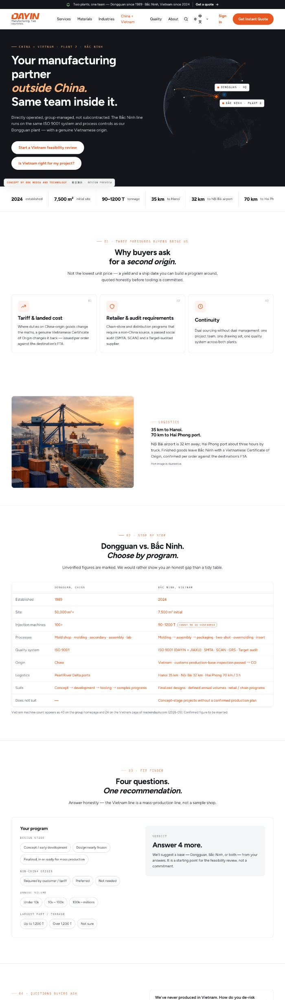 Two plants, one team — Dongguan since 1989 · Bắc Ninh, Vietnam since 2024
Get a quote →
DAYIN
Manufacturing. Two
countries.
Services
Materials
Industries
China +
Vietnam
Quality
About
中
文
Sign
In
Get Instant Quote
CHINA + VIETNAM · PLANT 2 · BẮC NINH
Your manufacturing
partner
outside China.
Same team inside it.
Directly operated, group-managed, not subcontracted. The Bắc Ninh line
runs on the same ISO 9001 system and process controls as our
Dongguan plant — with a genuine Vietnamese origin.
Start a Vietnam feasibility review
Is Vietnam right for my project?
DONGGUAN · HQ
BẮC NINH · PLANT 2
CONCEPT BY BBK MEDIA AND TECHNOLOGY · 概念演示 · DESIGN PREVIEW
2024 established
7,500 m² initial site
90–1200 T tonnage
35 km to Hanoi
32 km to Nội Bài airport
70 km to Hai Ph
01 · THREE PRESSURES BUYERS BRING US
Why buyers ask
for a second origin.
Not the lowest unit price — a yield and a ship date you can build a program around,
quoted honestly before tooling is committed.
01
Tariff & landed cost
Where duties on China-origin goods change
the maths, a genuine Vietnamese Certificate
of Origin changes it back — issued per order
against the destination's FTA.
02
Retailer & audit requirements
Chain-store and distribution programs that
require a non-China source, a passed social
audit (SMTA, SCAN) and a Target-audited
supplier.
03
Continuity
Dual sourcing without dual management: one
project team, one drawing set, one quality
system across both plants.
LOGISTICS
35 km to Hanoi.
70 km to Hai Phong port.
Nội Bài airport is 32 km away; Hai Phong port about three hours by
truck. Finished goods leave Bắc Ninh with a Vietnamese Certificate of
Origin, confirmed per order against the destination's FTA.
Port image is illustrative.
02 · SIDE BY SIDE
Dongguan vs. Bắc Ninh.
Choose by program.
Unverified figures are marked. We would rather show you an honest gap than a tidy table.
DONGGUAN, CHINA
BẮC NINH, VIETNAM
Established 1989 2024
Site 50,000 m²+ 7,500 m² initial
Injection machines 100+ 90–1200 T COUNT TO BE CONFIRMED
Processes Mold shop · molding · secondary · assembly · lab Molding → assembly → packaging · two-shot · overmolding · insert
Quality system ISO 9001 ISO 9001 (DAYIN + JIAXU) · SMTA · SCAN · GRS · Target audit
Origin China Vietnam · customs production-base inspection passed → CO
Logistics Pearl River Delta ports Hanoi 35 km · Nội Bài 32 km · Hai Phong 70 km / 3 h
Suits Concept → development → tooling → complex programs Finalized designs · defined annual volumes · retail / chain programs
Does not suit — Concept-stage projects without a confirmed production plan
Vietnam machine count appears as 40 on the group homepage and 24 on the Vietnam page of madeindayin.com (2026-09). Confirmed figure to be inserted.
03 · FIT FINDER
Four questions.
One recommendation.
Answer honestly — the Vietnam line is a mass-production line, not a sample shop.
Your program
DESIGN STAGE
Concept / early development
Design nearly frozen
Finalized, in or ready for mass production
NON-CHINA ORIGIN
Required by customer / tariff
Preferred
Not needed
ANNUAL VOLUME
Under 10k
10k – 100k
100k – millions
LARGEST PART / TONNAGE
Up to 1,200 T
Over 1,200 T
Not sure
VERDICT
Answer 4 more.
We'll suggest a base — Dongguan, Bắc Ninh, or both — from your
answers. It is a starting point for the feasibility review, not a
commitment.
04 · QUESTIONS BUYERS ASK
We've never produced in Vietnam. How do you de-risk